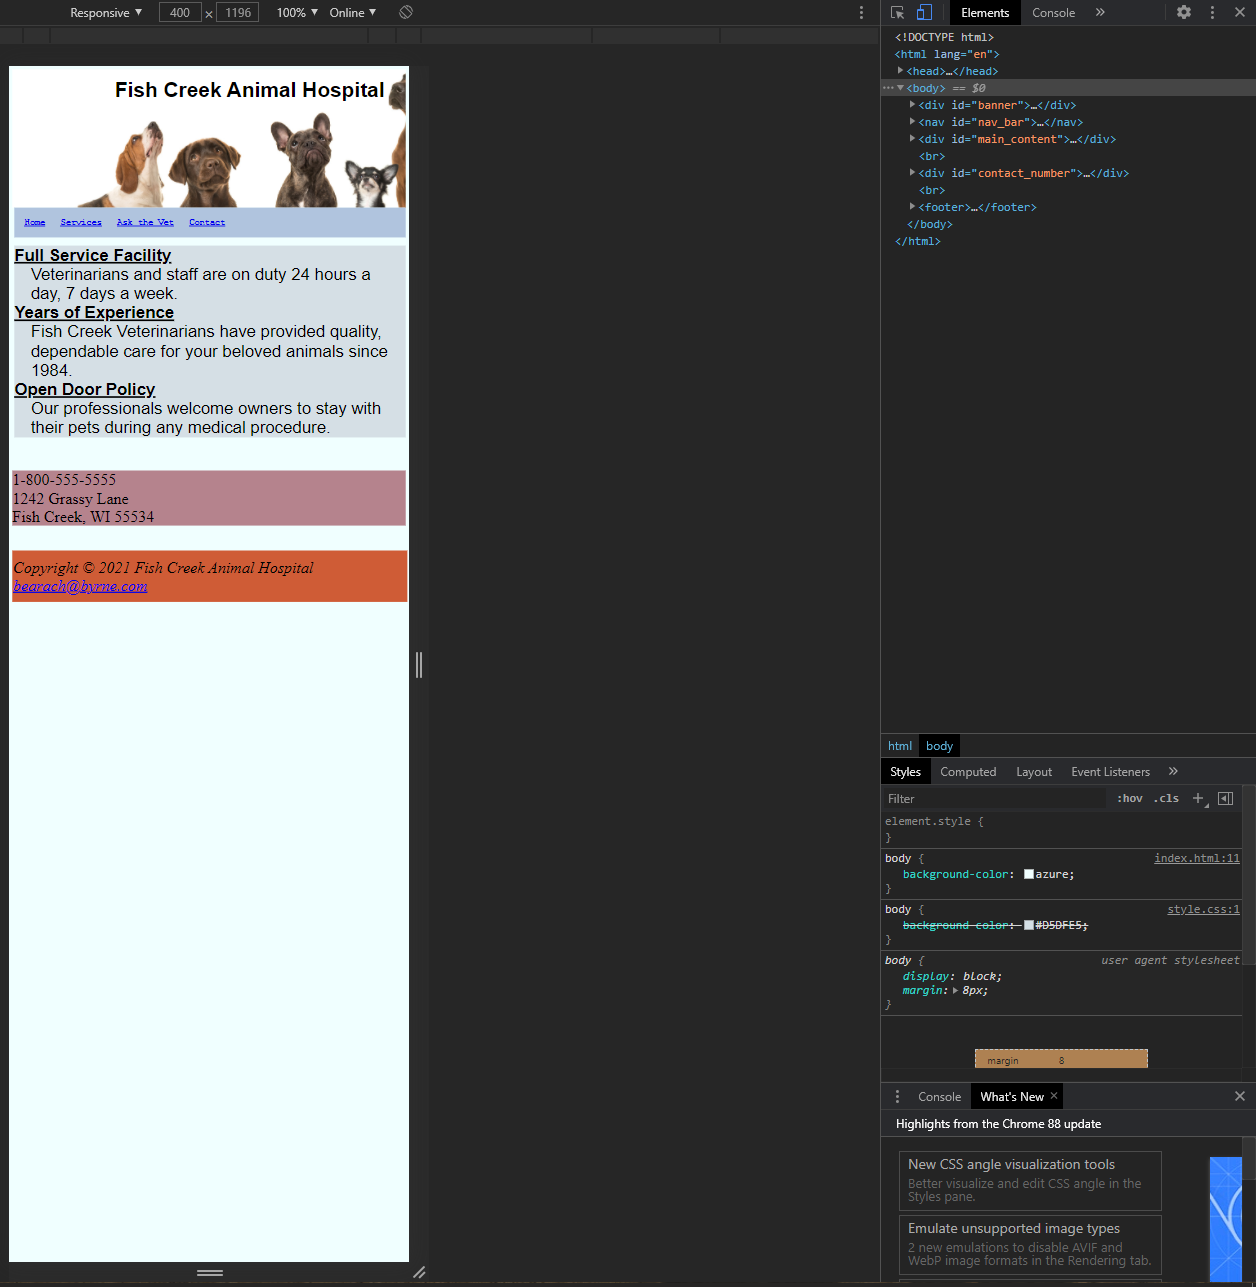 Responsive ▼ 400 × 1196 100% ▼ Online ▼
Fish Creek Animal Hospital
Home Services Ask the Vet Contact
Full Service Facility
Veterinarians and staff are on duty 24 hours a
day, 7 days a week.
Years of Experience
Fish Creek Veterinarians have provided quality,
dependable care for your beloved animals since
1984.
Open Door Policy
Our professionals welcome owners to stay with
their pets during any medical procedure.
1-800-555-5555
1242 Grassy Lane
Fish Creek, WI 55534
Copyright © 2021 Fish Creek Animal Hospital
bearach@byrne.com
Elements Console »
<!DOCTYPE html>
<html lang="en">
<head>…</head>
<body> == $0
<div id="banner">…</div>
<nav id="nav_bar">…</nav>
<div id="main_content">…</div>
<br>
<div id="contact_number">…</div>
<br>
<footer>…</footer>
</body>
</html>
html body
Styles Computed Layout Event Listeners »
Filter :hov .cls +
element.style {
}
body { index.html:11
background-color: azure;
}
body { style.css:1
background-color: #D5DFE5;
}
body { user agent stylesheet
display: block;
margin: 8px;
}
margin 8
Console What's New ×
Highlights from the Chrome 88 update
New CSS angle visualization tools
Better visualize and edit CSS angle in the
Styles pane.
Emulate unsupported image types
2 new emulations to disable AVIF and
WebP image formats in the Rendering tab.